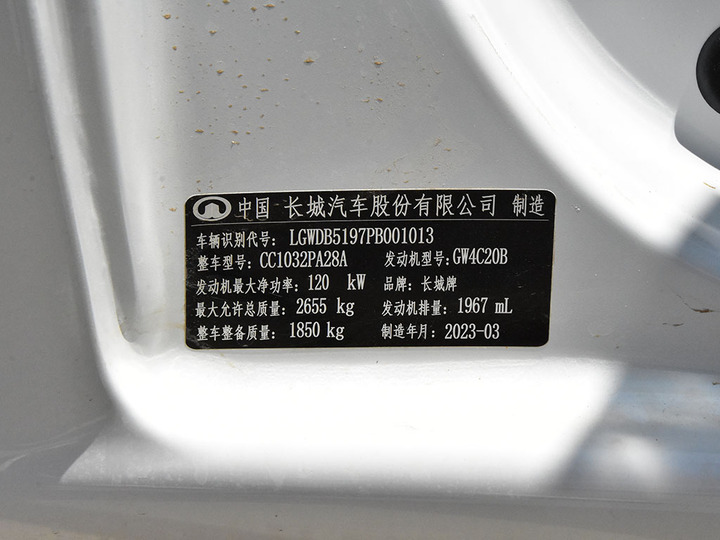 中国 长城汽车股份有限公司 制造
车辆识别代号: LGWDB5197PB001013
整车型号: CC1032PA28A 发动机型号: GW4C20B
发动机最大净功率: 120 kW 品牌: 长城牌
最大允许总质量: 2655 kg 发动机排量: 1967 mL
整车整备质量: 1850 kg 制造年月: 2023-03